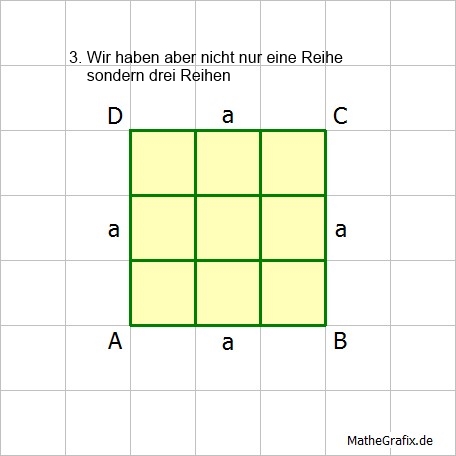 3. Wir haben aber nicht nur eine Reihe
sondern drei Reihen
D a C
a a
A a B
MatheGrafix.de